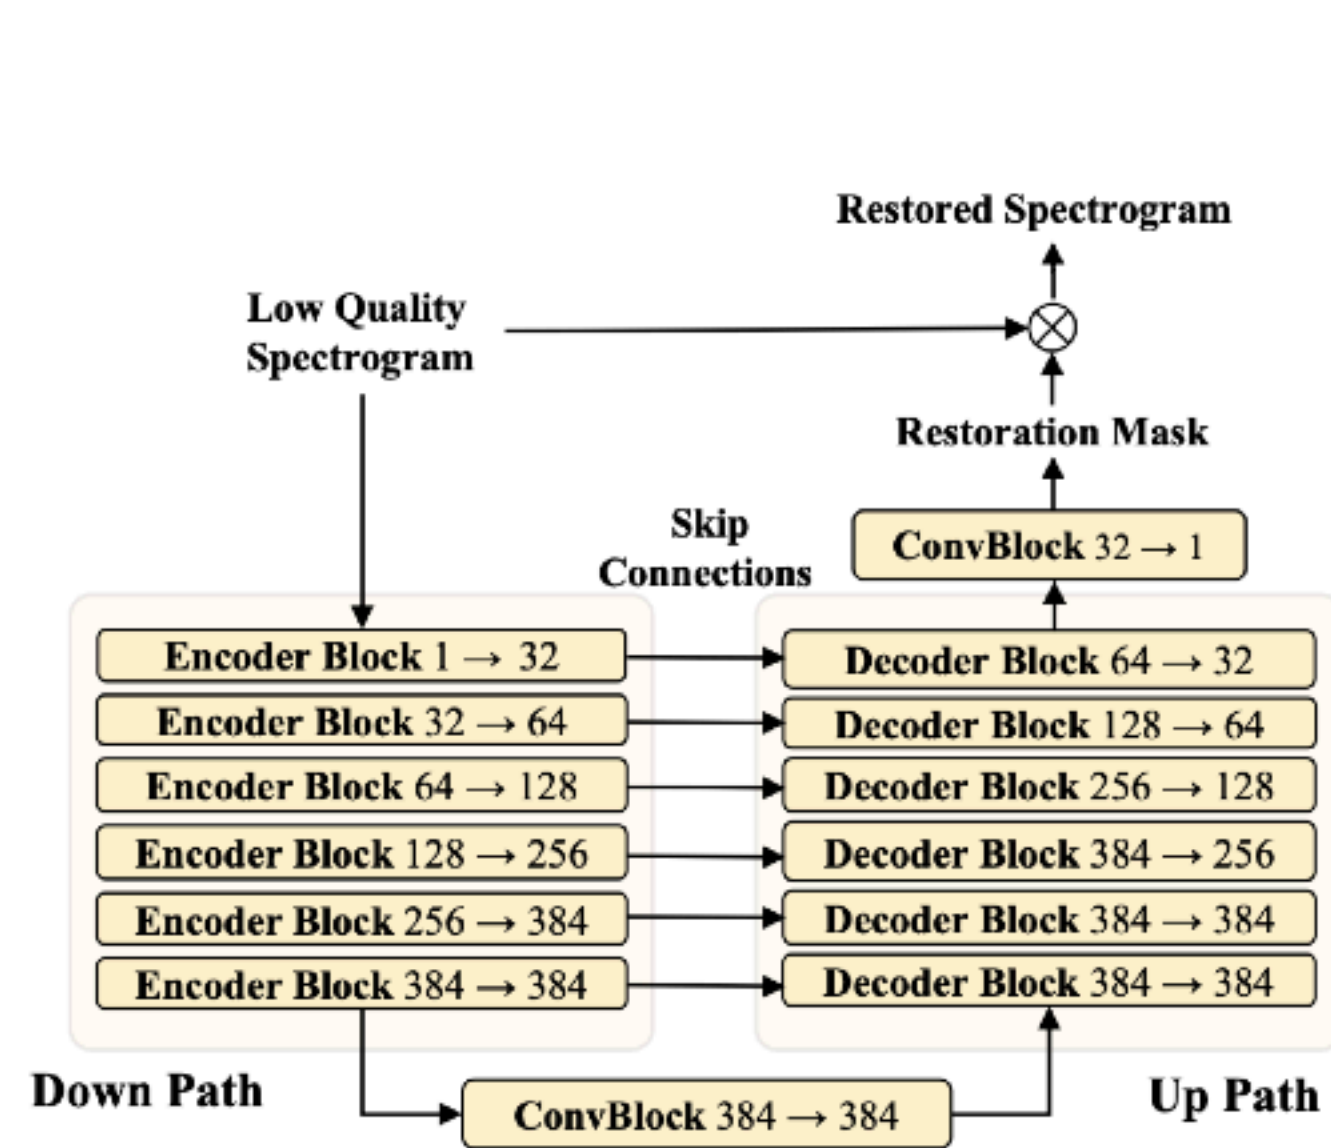 Restored Spectrogram
Low Quality
Spectrogram
Restoration Mask
Skip
Connections
ConvBlock 32 → 1
Encoder Block 1 → 32
Encoder Block 32 → 64
Encoder Block 64 → 128
Encoder Block 128 → 256
Encoder Block 256 → 384
Encoder Block 384 → 384
Decoder Block 64 → 32
Decoder Block 128 → 64
Decoder Block 256 → 128
Decoder Block 384 → 256
Decoder Block 384 → 384
Decoder Block 384 → 384
Down Path
ConvBlock 384 → 384
Up Path